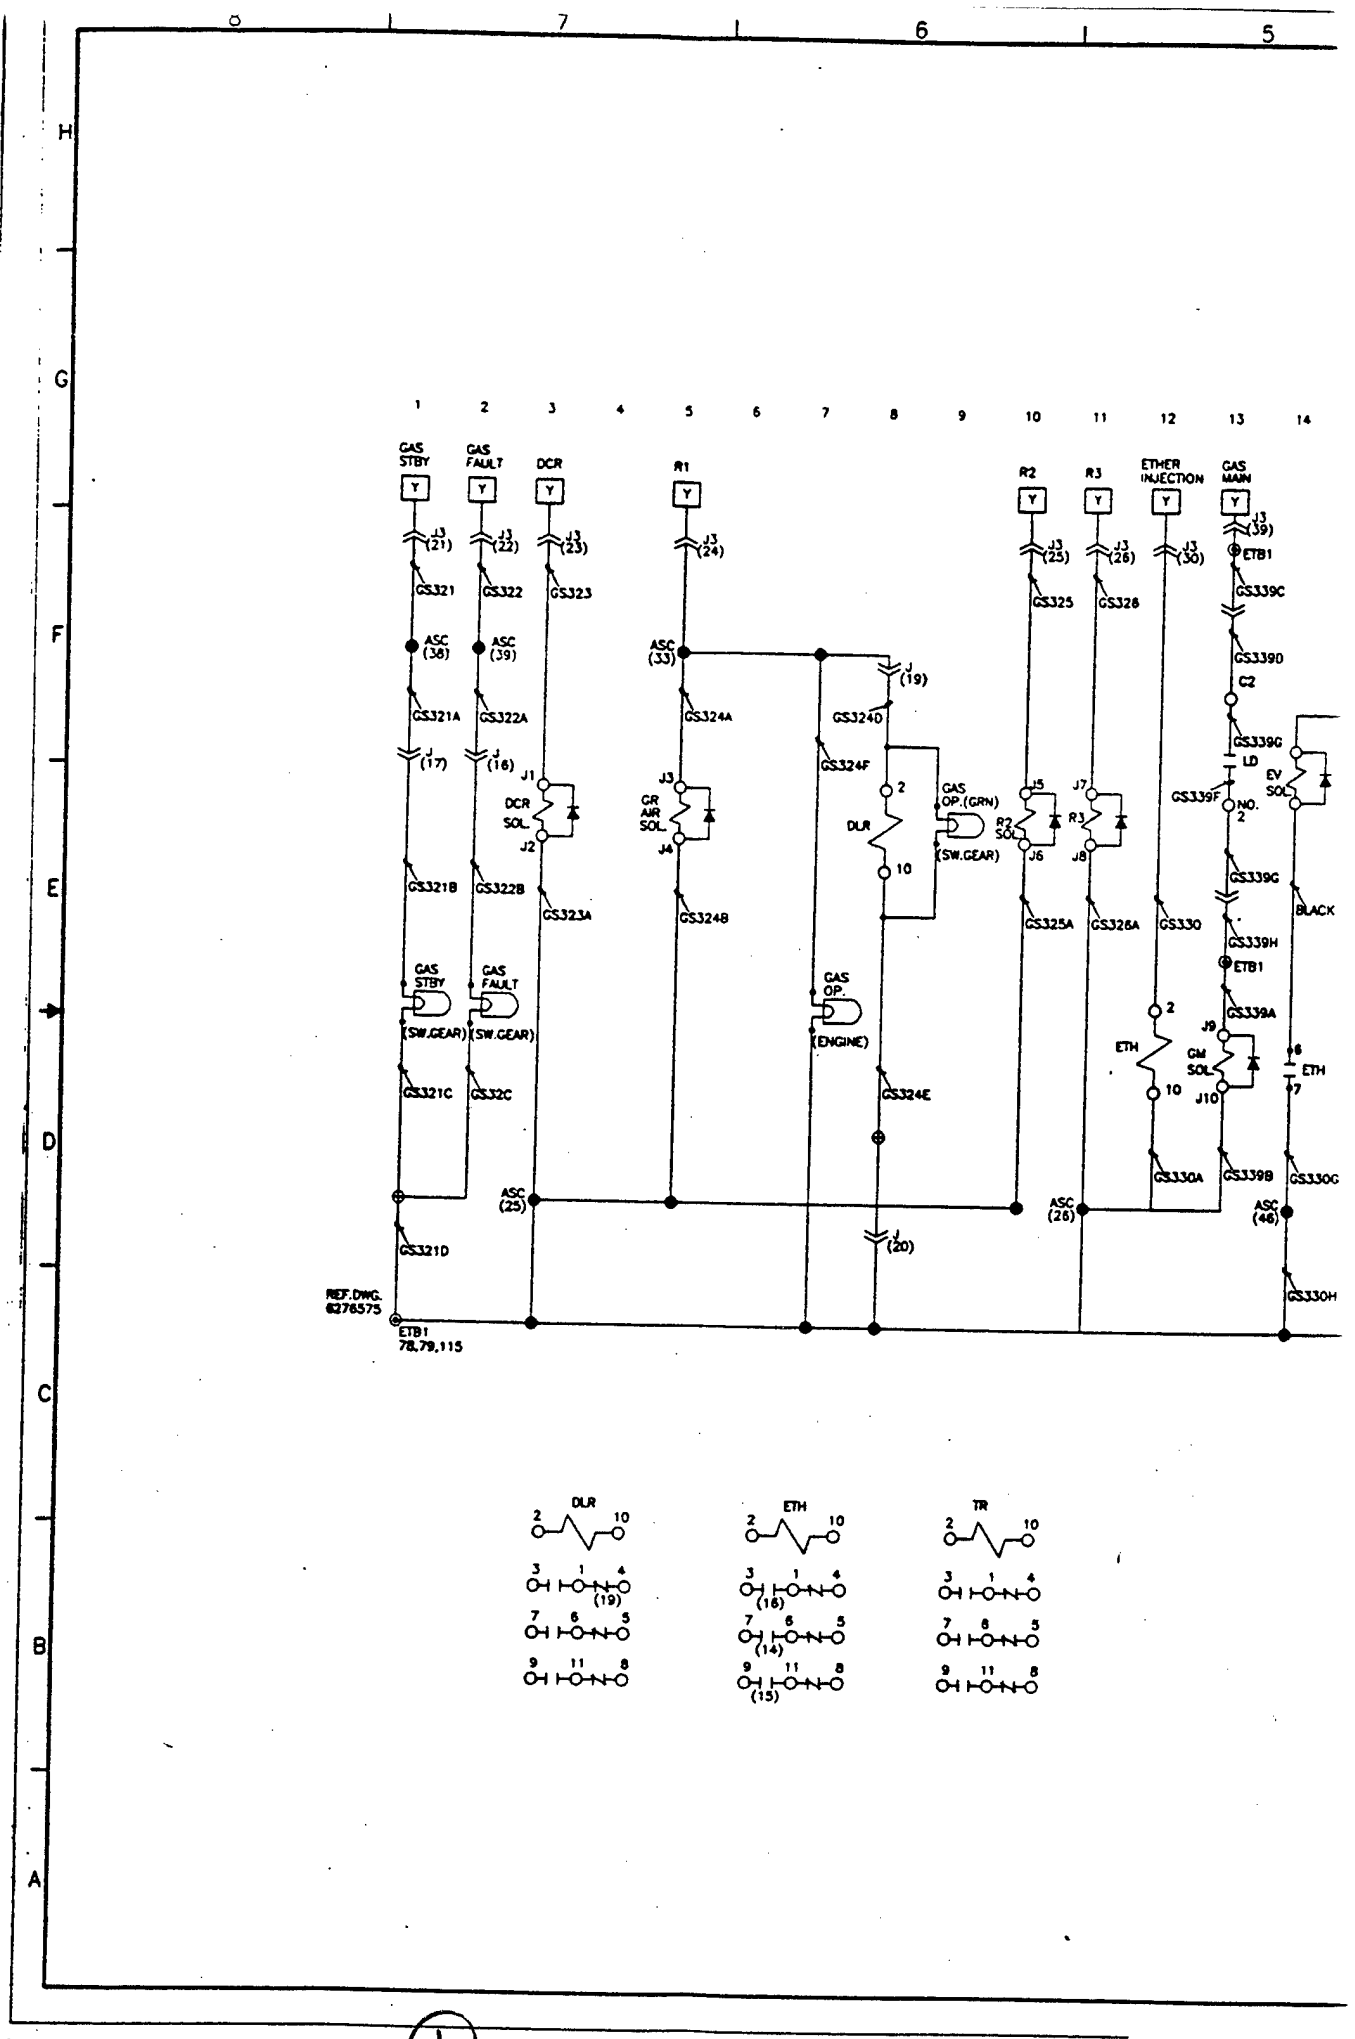 8
7
6
5
H
G
F
E
D
C
B
A
1
2
3
4
5
6
7
8
9
10
11
12
13
14
GAS
STBY
GAS
FAULT
DCR
R1
R2
R3
ETHER
INJECTION
GAS
MAIN
Y
Y
Y
Y
Y
Y
Y
Y
J3
(21)
J3
(22)
J3
(23)
J3
(24)
J3
(25)
J3
(26)
J3
(30)
J3
(39)
ETB1
GS321
GS322
GS323
GS325
GS326
GS339C
ASC
(38)
ASC
(39)
ASC
(33)
J
(19)
GS339D
C2
GS321A
GS322A
GS324A
GS324D
GS339G
J
(17)
J
(16)
GS324F
LD
J1
DCR
SOL.
J2
J3
GR
AIR
SOL.
J4
2
DLR
10
GAS
OP.(GRN)
(SW.GEAR)
J5
R2
SOL
J6
J7
R3
J8
GS339F
NO.
2
EV
SOL
GS321B
GS322B
GS323A
GS324B
GS325A
GS326A
GS330
GS339G
GS339H
BLACK
ETB1
GAS
STBY
(SW.GEAR)
GAS
FAULT
(SW.GEAR)
GAS
OP.
(ENGINE)
2
ETH
10
GS339A
J9
GM
SOL
J10
6
ETH
7
GS321C
GS32C
GS324E
GS330A
GS339B
GS330G
ASC
(25)
ASC
(26)
ASC
(46)
GS321D
J
(20)
GS330H
REF.DWG.
6276575
ETB1
78,79,115
DLR
2
10
3
1
4
(19)
7
6
5
9
11
8
ETH
2
10
3
1
4
(16)
7
6
5
(14)
9
11
8
(15)
TR
2
10
3
1
4
7
8
5
9
11
8
1